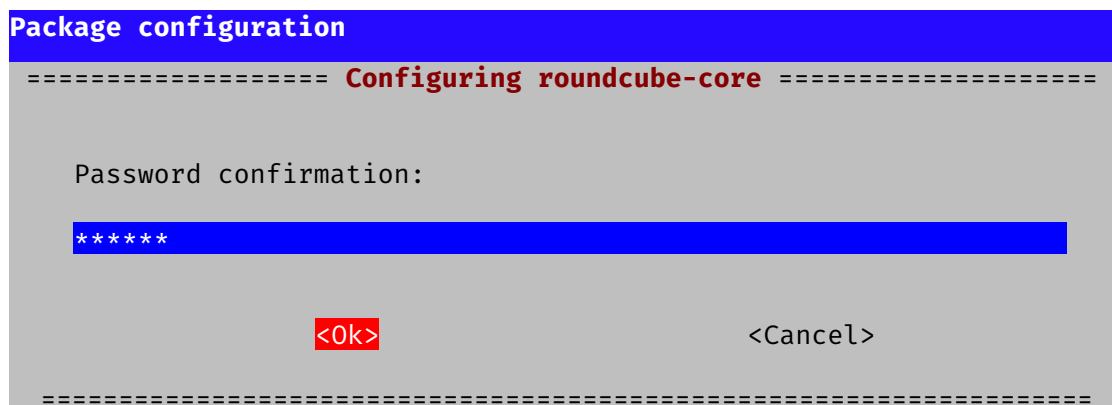 Package configuration
=================== Configuring roundcube-core ====================
Password confirmation:
******
<Ok> <Cancel>
==================================================================